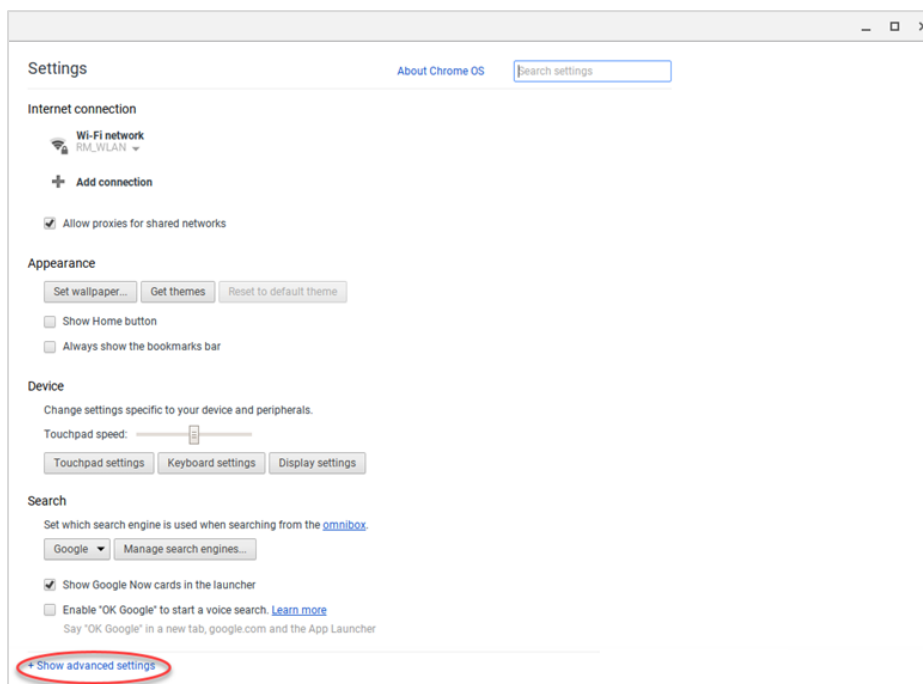 Settings
About Chrome OS
Search settings
Internet connection
Wi-Fi network
RM_WLAN
Add connection
Allow proxies for shared networks
Appearance
Set wallpaper... Get themes Reset to default theme
Show Home button
Always show the bookmarks bar
Device
Change settings specific to your device and peripherals.
Touchpad speed:
Touchpad settings Keyboard settings Display settings
Search
Set which search engine is used when searching from the omnibox.
Google Manage search engines...
Show Google Now cards in the launcher
Enable "OK Google" to start a voice search. Learn more
Say "OK Google" in a new tab, google.com and the App Launcher
+ Show advanced settings